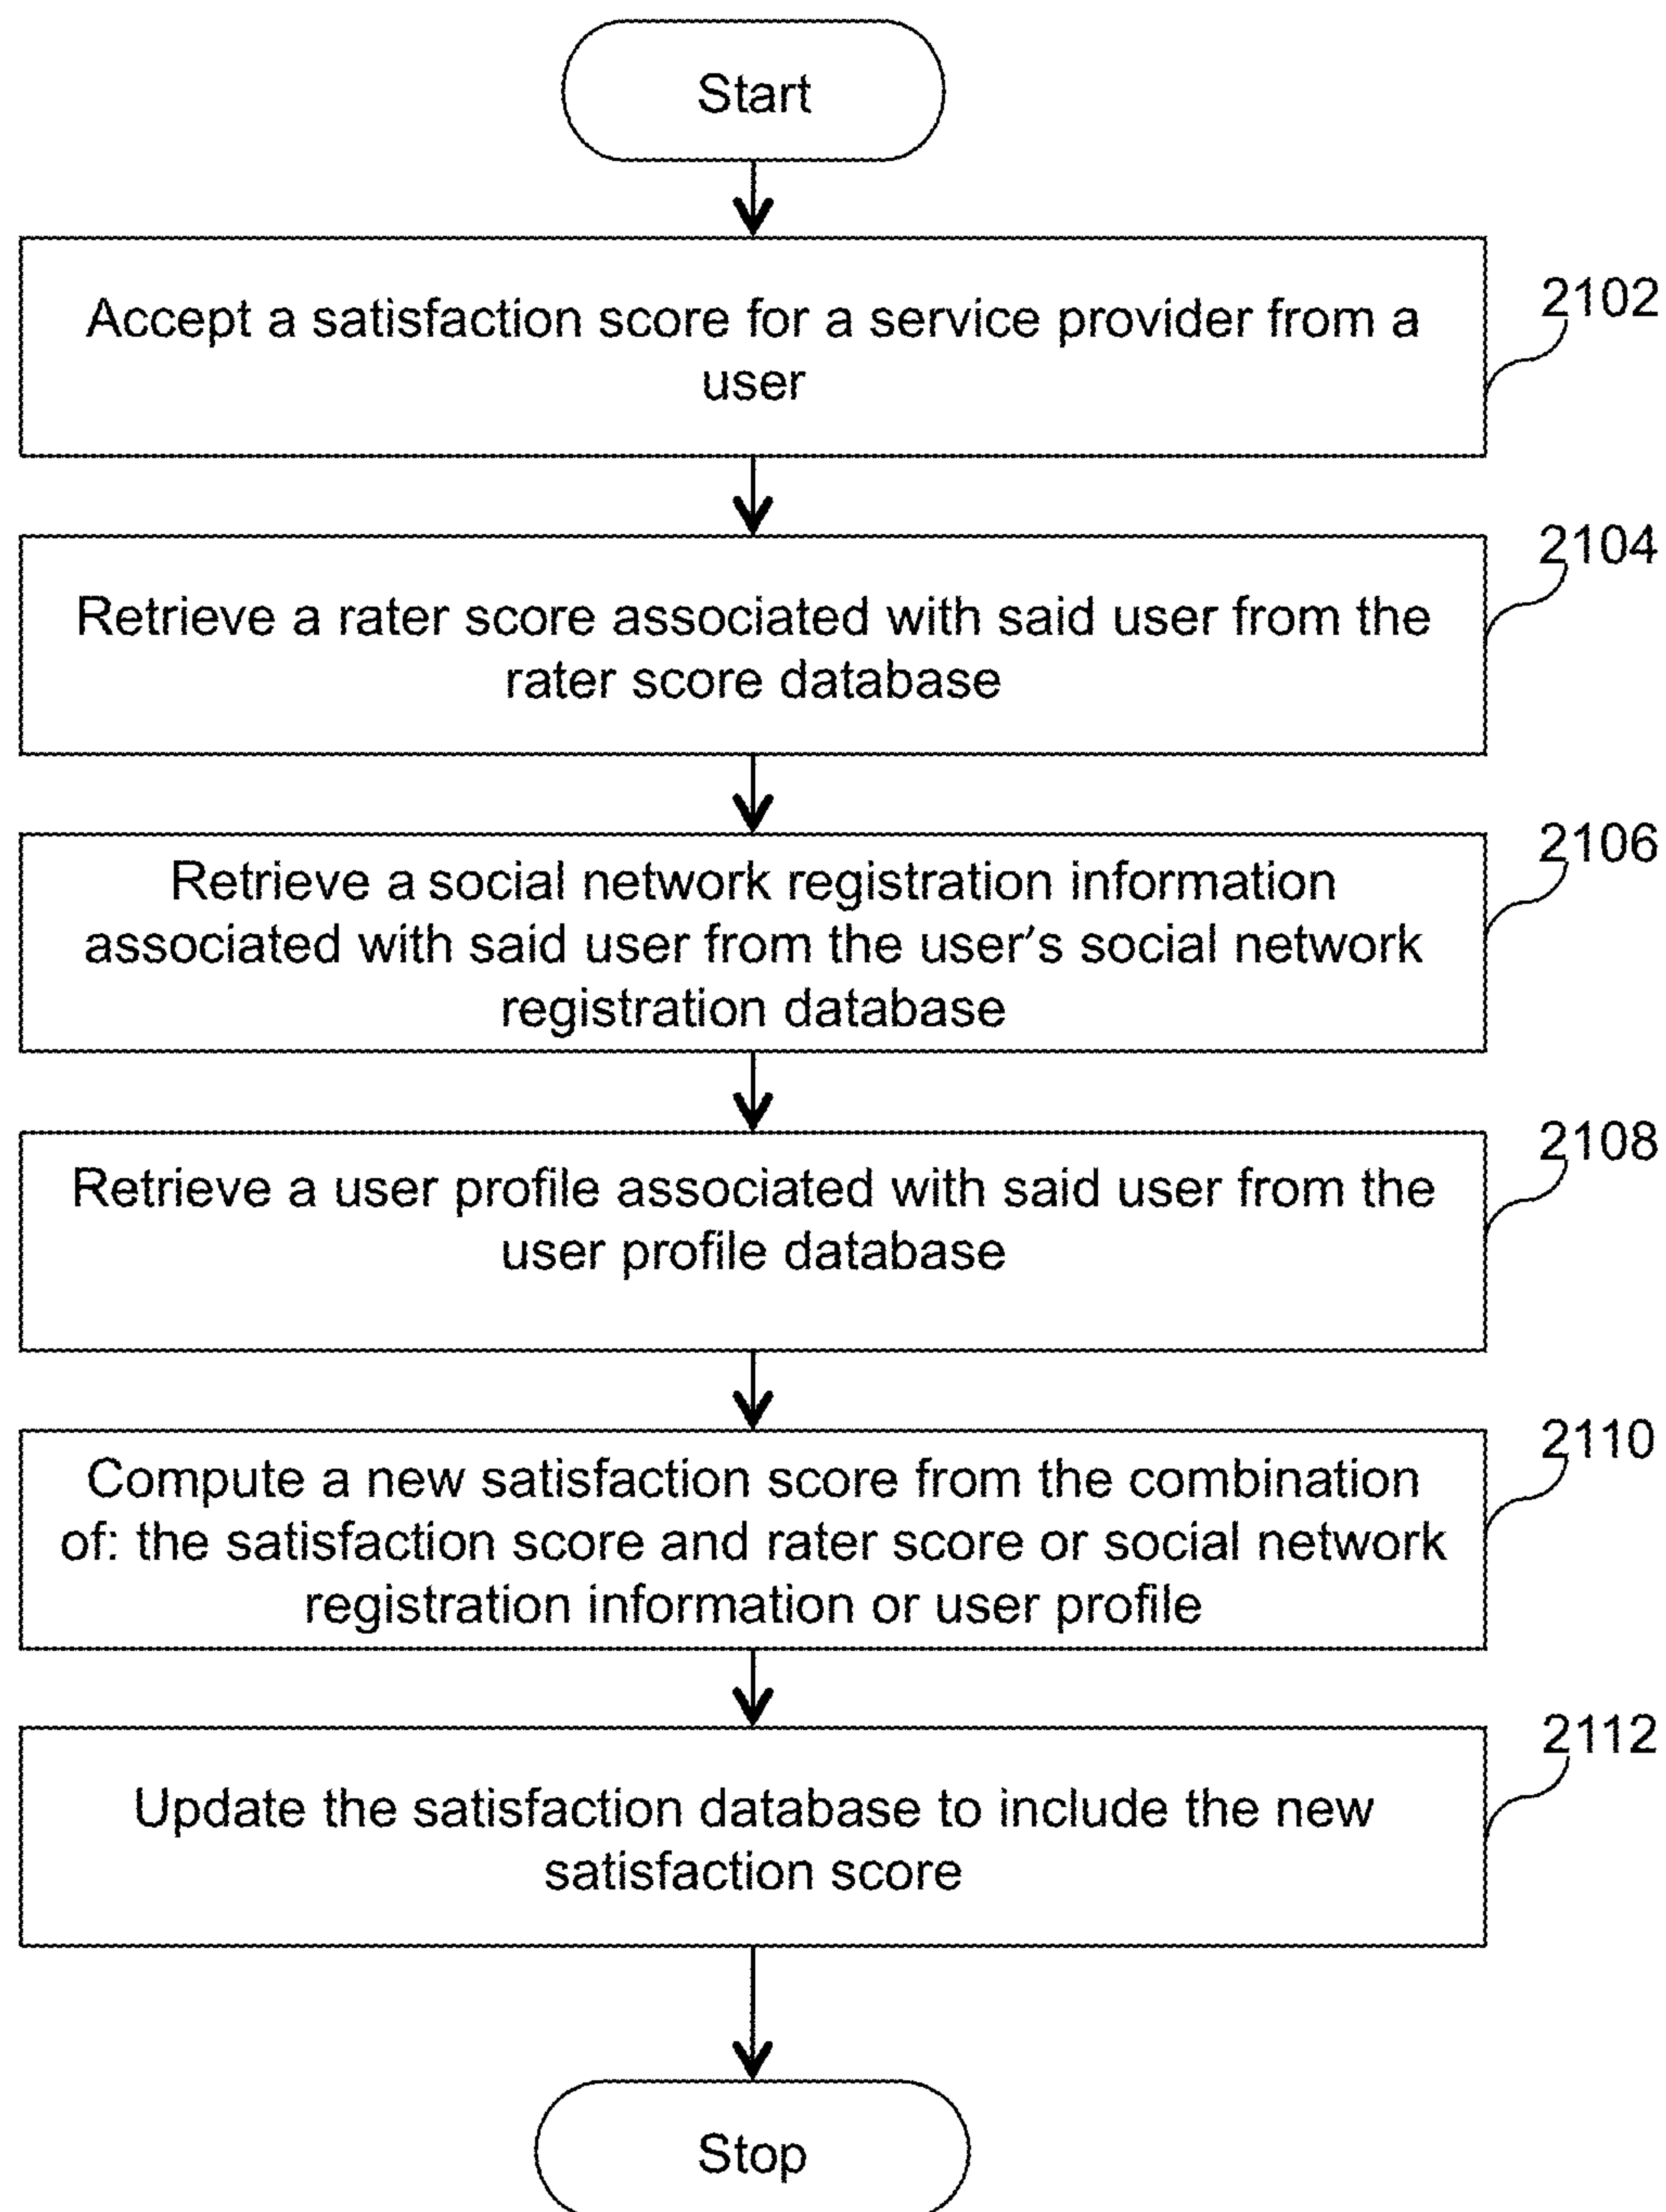 Start
Accept a satisfaction score for a service provider from a
user
2102
Retrieve a rater score associated with said user from the
rater score database
2104
Retrieve a social network registration information
associated with said user from the user's social network
registration database
2106
Retrieve a user profile associated with said user from the
user profile database
2108
Compute a new satisfaction score from the combination
of: the satisfaction score and rater score or social network
registration information or user profile
2110
Update the satisfaction database to include the new
satisfaction score
2112
Stop